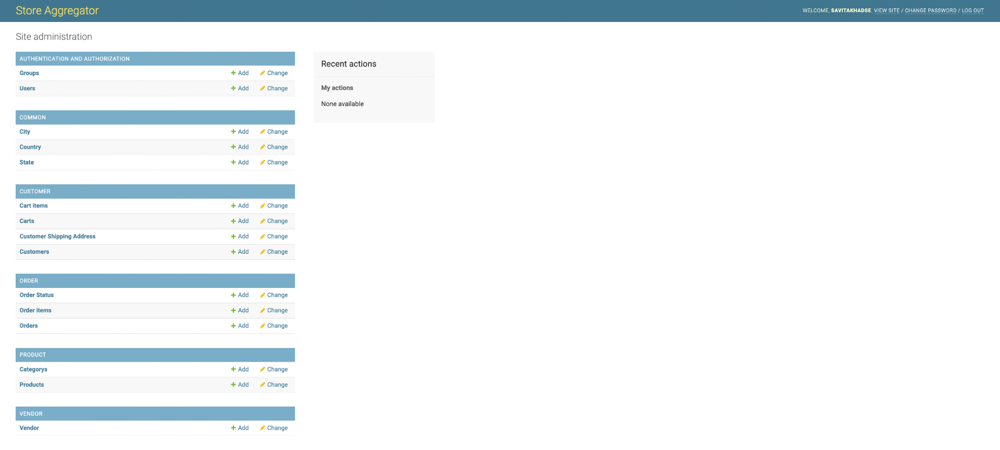 Store Aggregator
WELCOME, SAVITAKHADSE. VIEW SITE / CHANGE PASSWORD / LOG OUT
Site administration
AUTHENTICATION AND AUTHORIZATION
Groups Add Change
Users Add Change
COMMON
City Add Change
Country Add Change
State Add Change
CUSTOMER
Cart items Add Change
Carts Add Change
Customer Shipping Address Add Change
Customers Add Change
ORDER
Order Status Add Change
Order items Add Change
Orders Add Change
PRODUCT
Categorys Add Change
Products Add Change
VENDOR
Vendor Add Change
Recent actions
My actions
None available